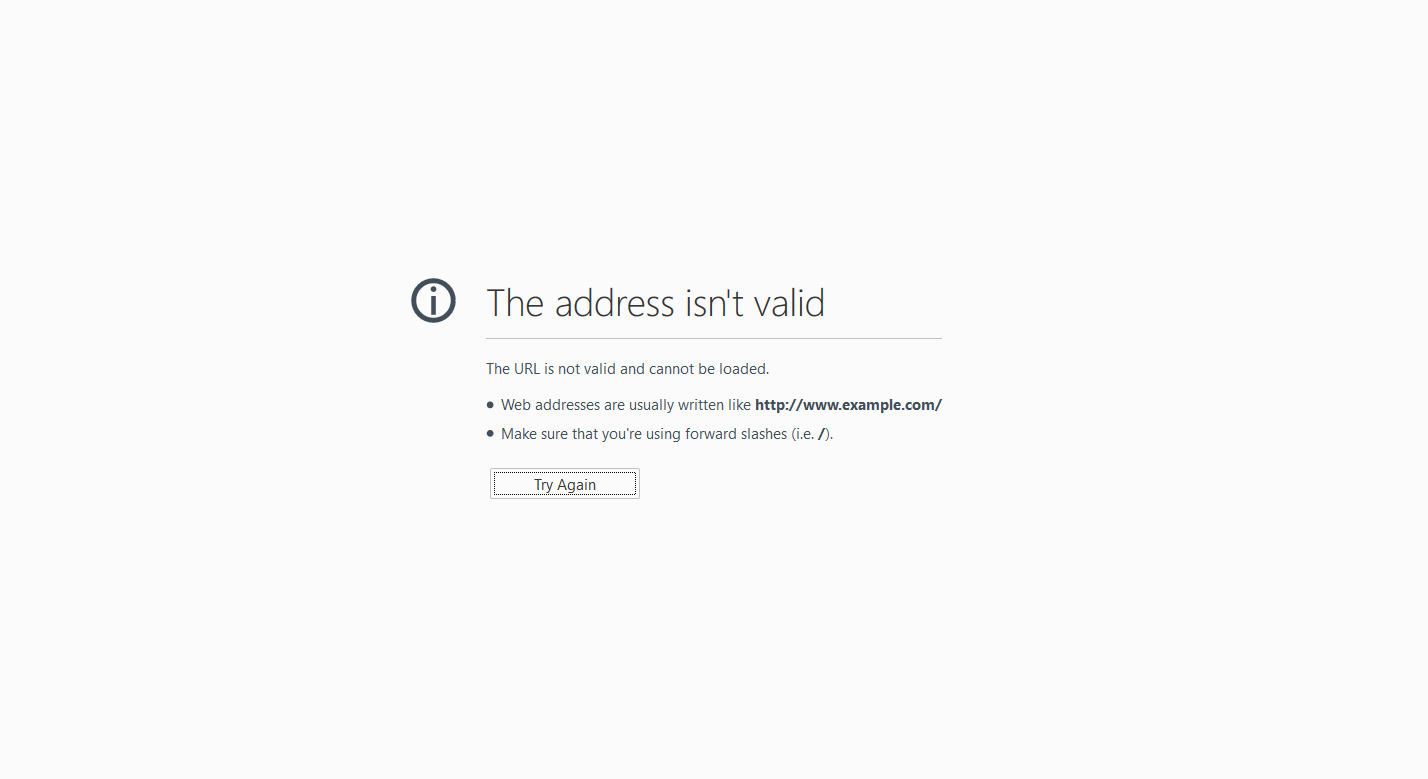 The address isn't valid
The URL is not valid and cannot be loaded.
● Web addresses are usually written like http://www.example.com/
● Make sure that you're using forward slashes (i.e. /).
Try Again